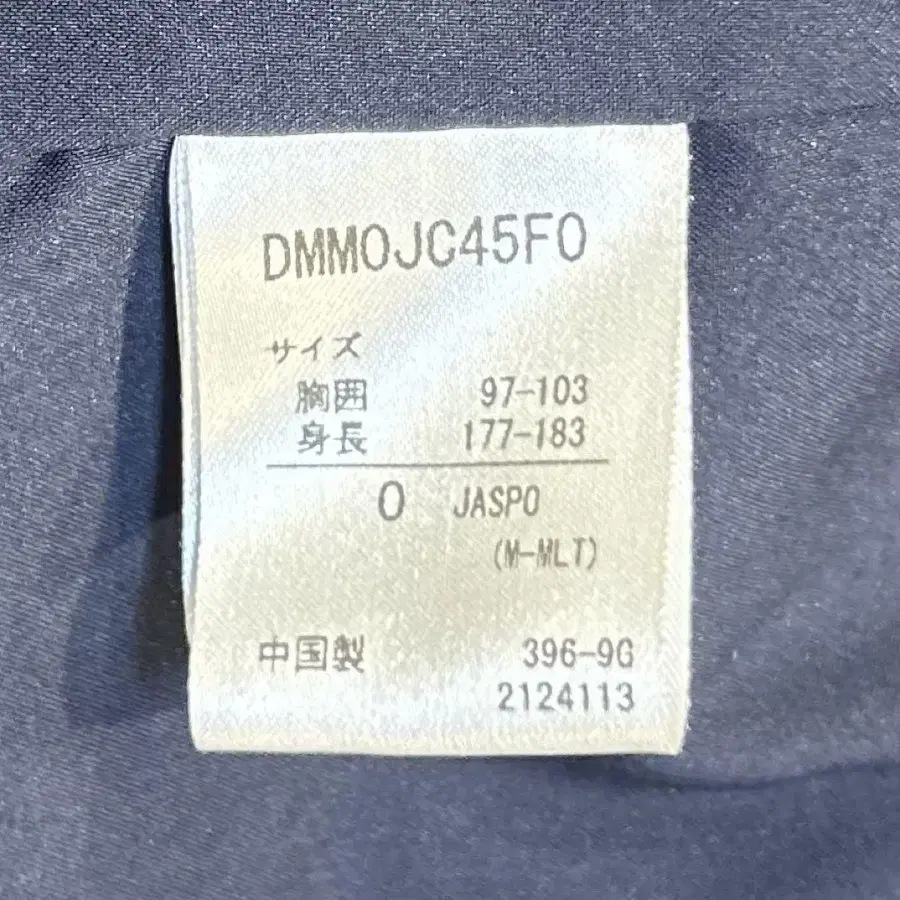 DMMOJC45F0
サイズ
胸囲 97-103
身長 177-183
O JASPO
(M-MLT)
中国製 396-9G
2124113